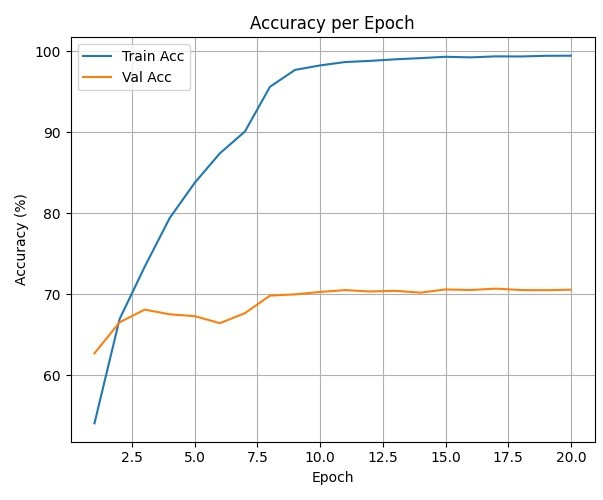 Accuracy per Epoch
Train Acc
Val Acc
100
90
80
70
60
Accuracy (%)
2.5 5.0 7.5 10.0 12.5 15.0 17.5 20.0
Epoch